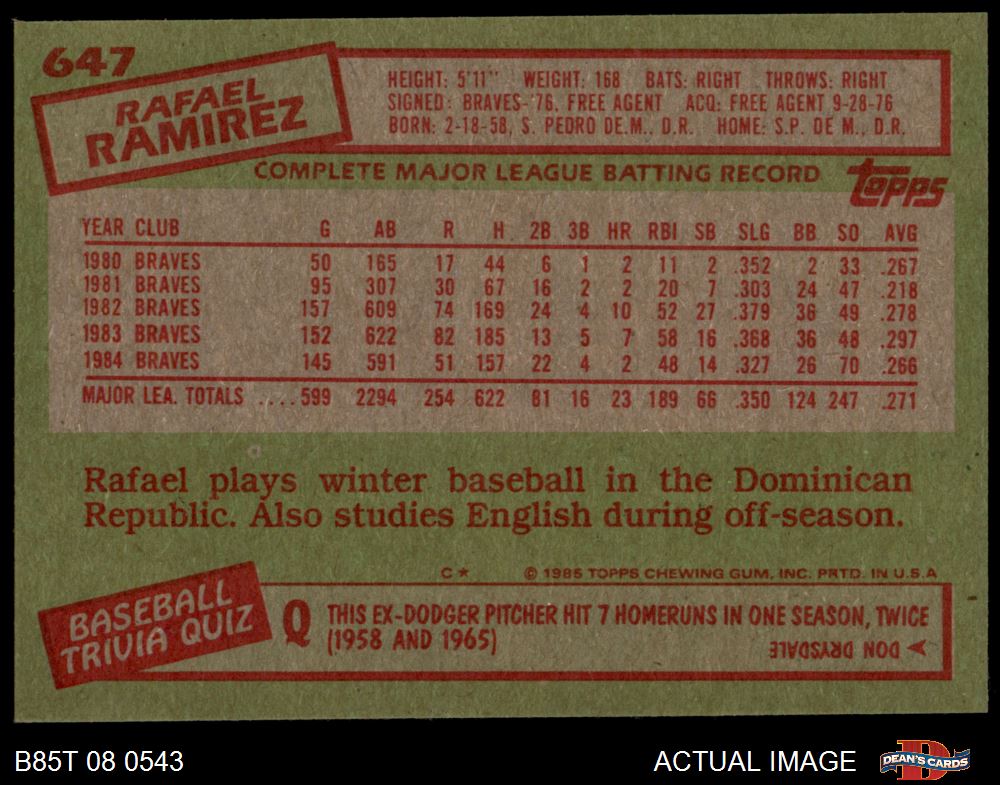 647
RAFAEL
RAMIREZ
HEIGHT: 5'11" WEIGHT: 168 BATS: RIGHT THROWS: RIGHT
SIGNED: BRAVES-'76, FREE AGENT ACQ: FREE AGENT 9-28-76
BORN: 2-18-58, S. PEDRO DE.M., D.R. HOME: S.P. DE M., D.R.
COMPLETE MAJOR LEAGUE BATTING RECORD
topps
YEAR CLUB G AB R H 2B 3B HR RBI SB SLG BB SO AVG
1980 BRAVES 50 165 17 44 6 1 2 11 2 .352 2 33 .267
1981 BRAVES 95 307 30 67 16 2 2 20 7 .303 24 47 .218
1982 BRAVES 157 609 74 169 24 4 10 52 27 .379 36 49 .278
1983 BRAVES 152 622 82 185 13 5 7 58 16 .368 36 48 .297
1984 BRAVES 145 591 51 157 22 4 2 48 14 .327 26 70 .266
MAJOR LEA. TOTALS ....599 2294 254 622 81 16 23 189 66 .350 124 247 .271
Rafael plays winter baseball in the Dominican
Republic. Also studies English during off-season.
C★ © 1985 TOPPS CHEWING GUM, INC. PRTD. IN U.S.A
BASEBALL
TRIVIA QUIZ
Q THIS EX-DODGER PITCHER HIT 7 HOMERUNS IN ONE SEASON, TWICE
(1958 AND 1965)
DON DRYSDALE
B85T 08 0543
ACTUAL IMAGE
D
DEAN'S CARDS